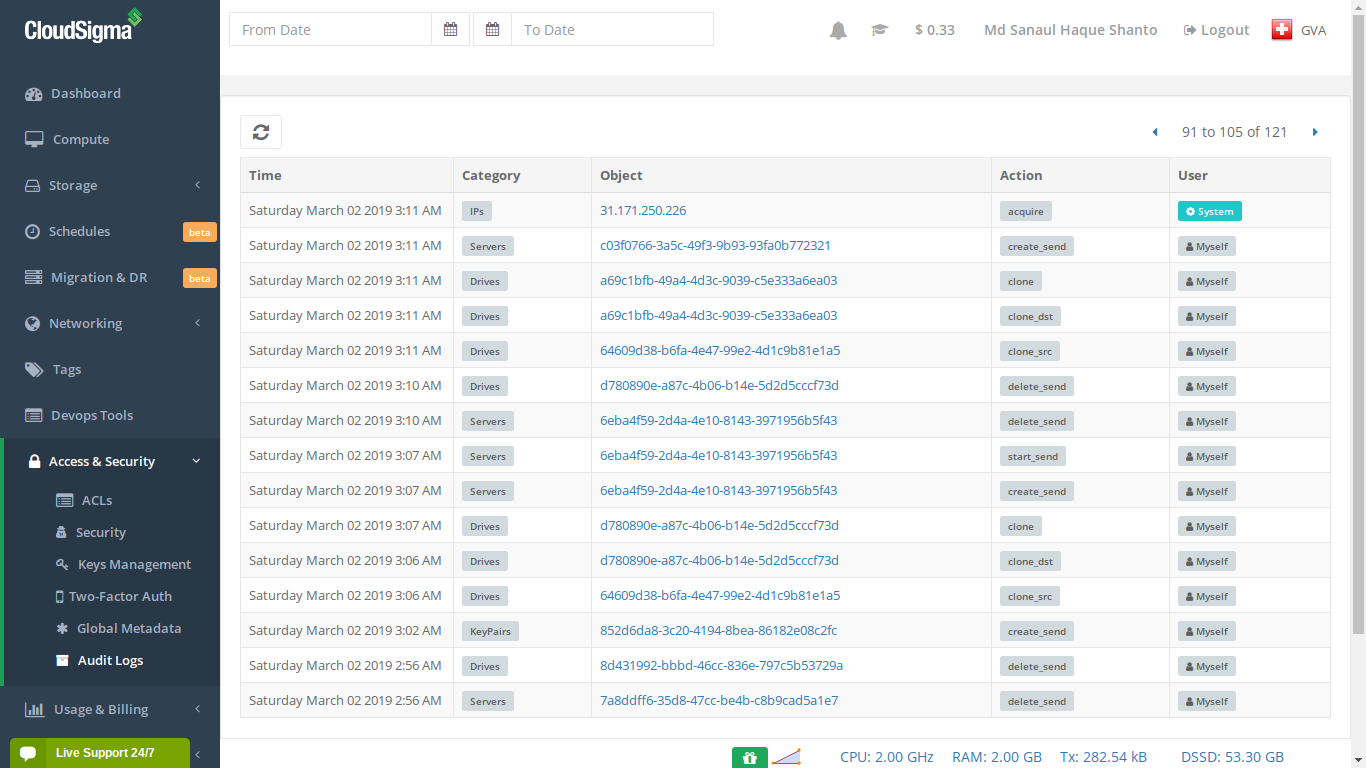 CloudSigma
From Date
To Date
$ 0.33
Md Sanaul Haque Shanto
Logout
GVA
Dashboard
Compute
Storage
Schedules beta
Migration & DR beta
Networking
Tags
Devops Tools
Access & Security
ACLs
Security
Keys Management
Two-Factor Auth
Global Metadata
Audit Logs
Usage & Billing
Live Support 24/7
91 to 105 of 121
Time Category Object Action User
Saturday March 02 2019 3:11 AM IPs 31.171.250.226 acquire System
Saturday March 02 2019 3:11 AM Servers c03f0766-3a5c-49f3-9b93-93fa0b772321 create_send Myself
Saturday March 02 2019 3:11 AM Drives a69c1bfb-49a4-4d3c-9039-c5e333a6ea03 clone Myself
Saturday March 02 2019 3:11 AM Drives a69c1bfb-49a4-4d3c-9039-c5e333a6ea03 clone_dst Myself
Saturday March 02 2019 3:11 AM Drives 64609d38-b6fa-4e47-99e2-4d1c9b81e1a5 clone_src Myself
Saturday March 02 2019 3:10 AM Drives d780890e-a87c-4b06-b14e-5d2d5cccf73d delete_send Myself
Saturday March 02 2019 3:10 AM Servers 6eba4f59-2d4a-4e10-8143-3971956b5f43 delete_send Myself
Saturday March 02 2019 3:07 AM Servers 6eba4f59-2d4a-4e10-8143-3971956b5f43 start_send Myself
Saturday March 02 2019 3:07 AM Servers 6eba4f59-2d4a-4e10-8143-3971956b5f43 create_send Myself
Saturday March 02 2019 3:07 AM Drives d780890e-a87c-4b06-b14e-5d2d5cccf73d clone Myself
Saturday March 02 2019 3:06 AM Drives d780890e-a87c-4b06-b14e-5d2d5cccf73d clone_dst Myself
Saturday March 02 2019 3:06 AM Drives 64609d38-b6fa-4e47-99e2-4d1c9b81e1a5 clone_src Myself
Saturday March 02 2019 3:02 AM KeyPairs 852d6da8-3c20-4194-8bea-86182e08c2fc create_send Myself
Saturday March 02 2019 2:56 AM Drives 8d431992-bbbd-46cc-836e-797c5b53729a delete_send Myself
Saturday March 02 2019 2:56 AM Servers 7a8ddff6-35d8-47cc-be4b-c8b9cad5a1e7 delete_send Myself
CPU: 2.00 GHz RAM: 2.00 GB Tx: 282.54 kB DSSD: 53.30 GB